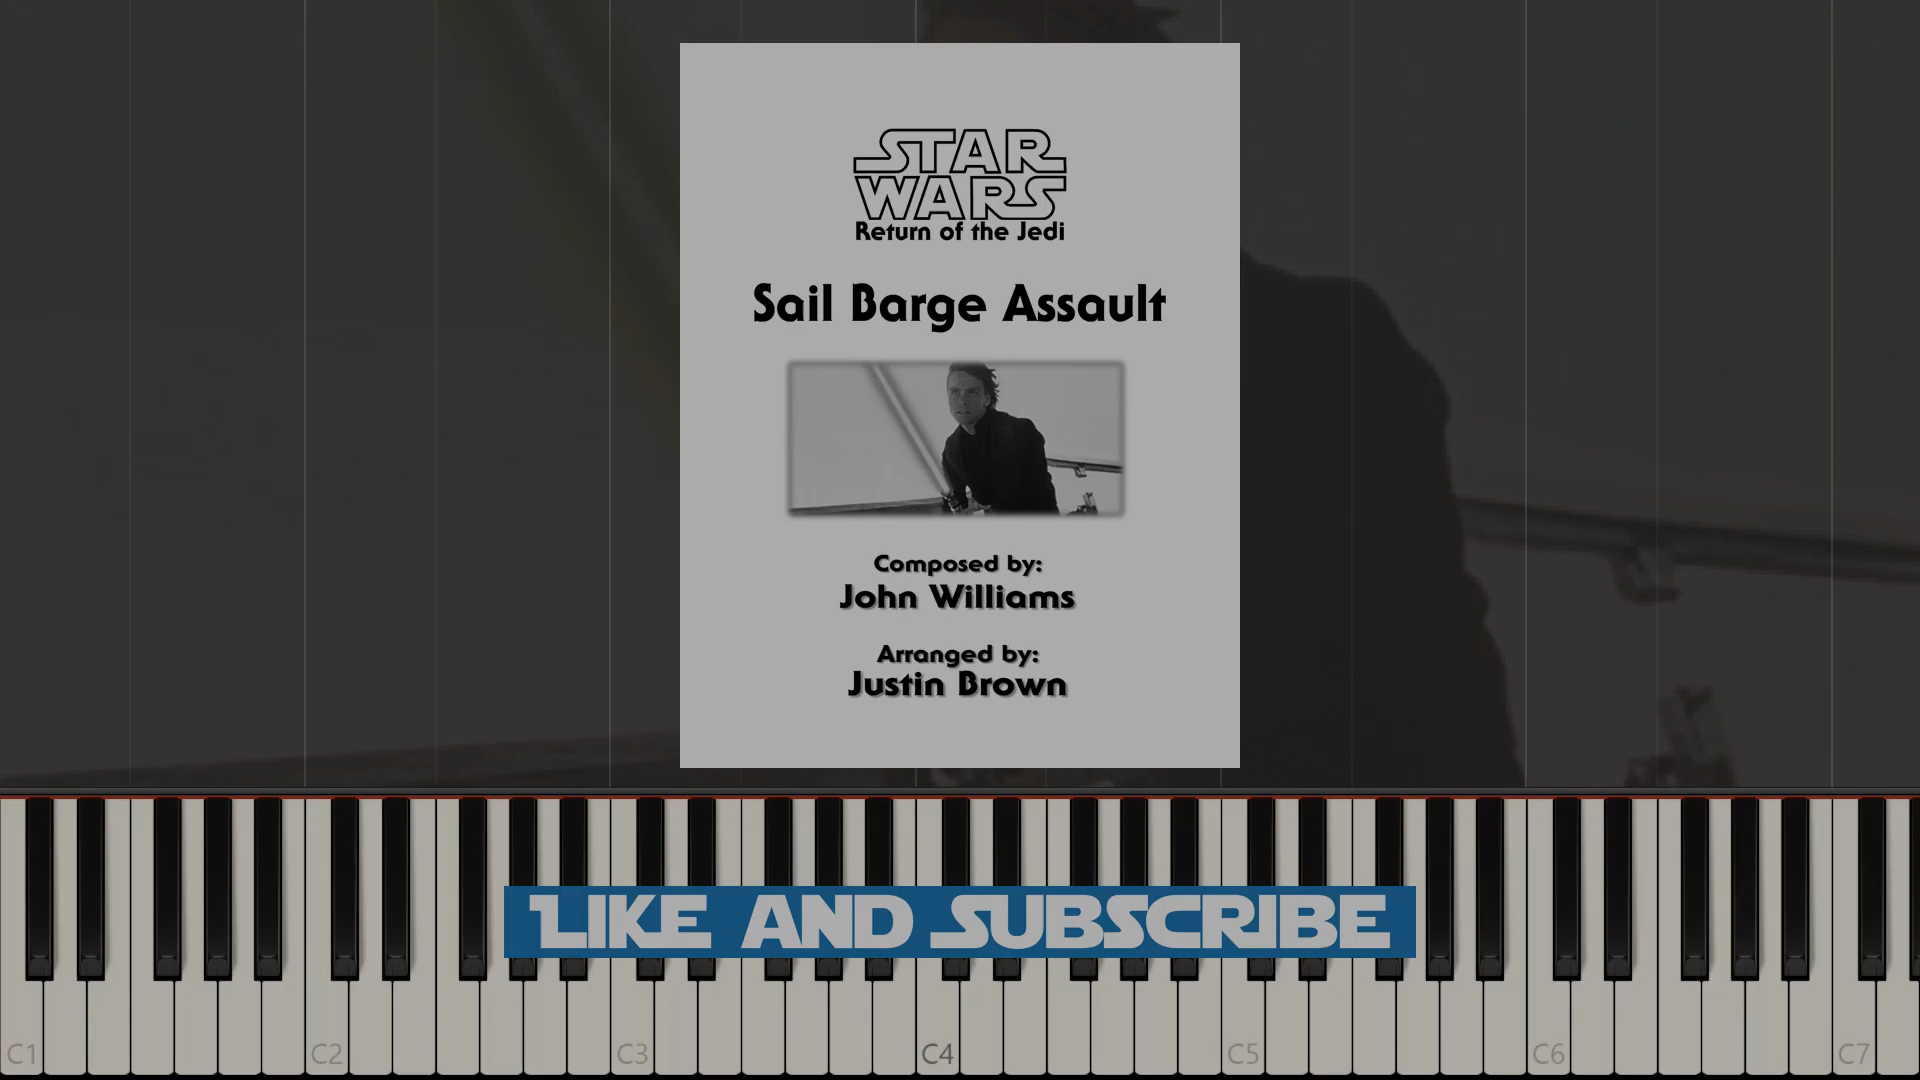 STAR
WARS
Return of the Jedi
Sail Barge Assault
Composed by:
John Williams
Arranged by:
Justin Brown
LIKE AND SUBSCRIBE
C1 C2 C3 C4 C5 C6 C7